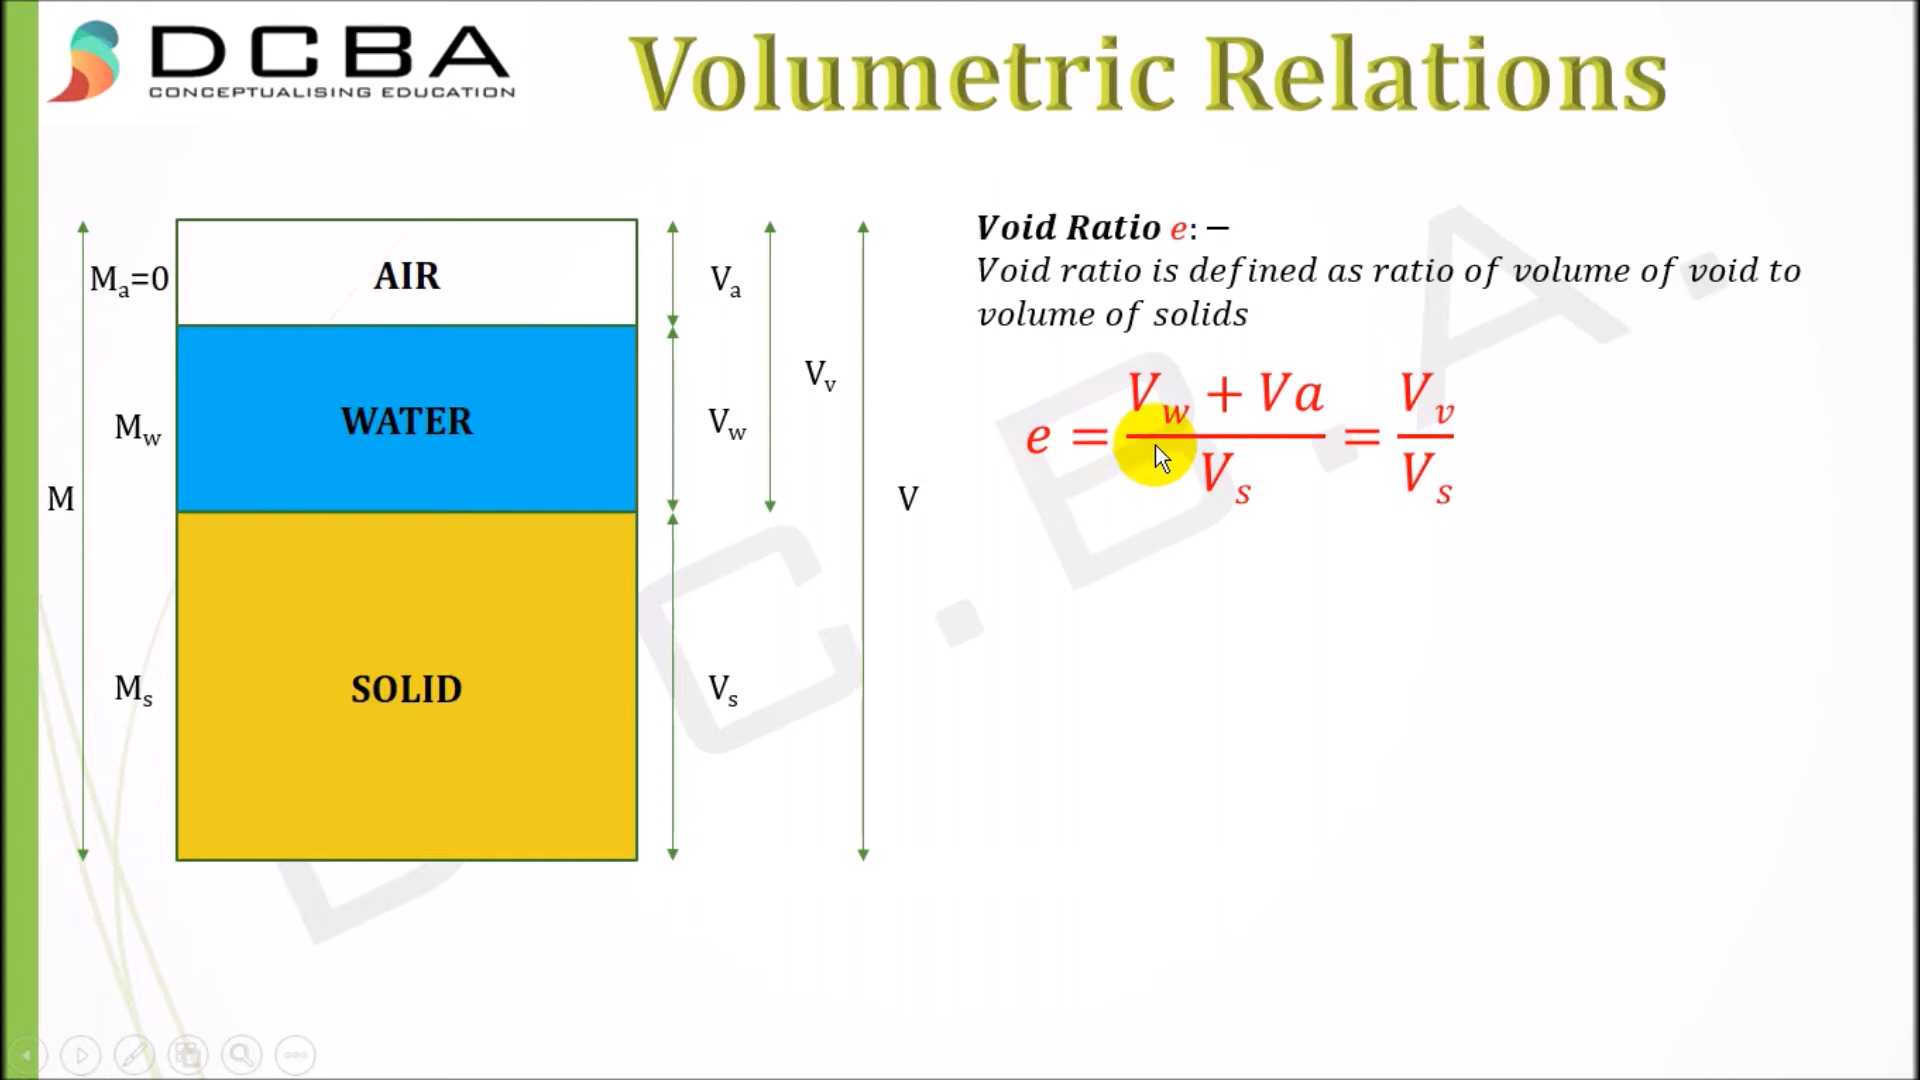 DCBA
CONCEPTUALISING EDUCATION
Volumetric Relations
Void Ratio e: −
Void ratio is defined as ratio of volume of void to
volume of solids
e = (V_w + Va) / V_s = V_v / V_s
M_a=0
AIR
V_a
V_v
M_w
WATER
V_w
M
V
M_s
SOLID
V_s
D.C.B.A.